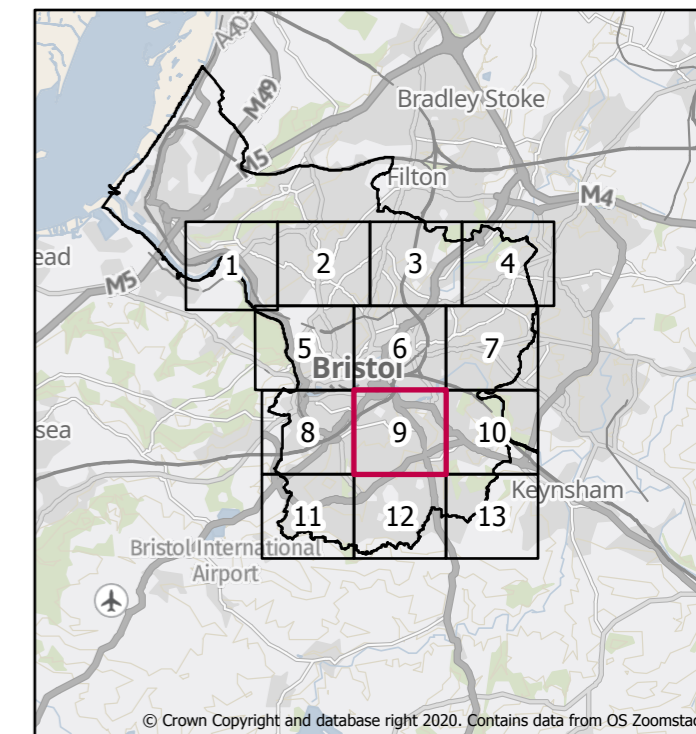 A403
M49
Bradley Stoke
M5
Filton
M4
ead
M5
1
2
3
4
5
6
7
Bristol
sea
8
9
10
Keynsham
11
12
13
Bristol International
Airport
© Crown Copyright and database right 2020. Contains data from OS Zoomstac